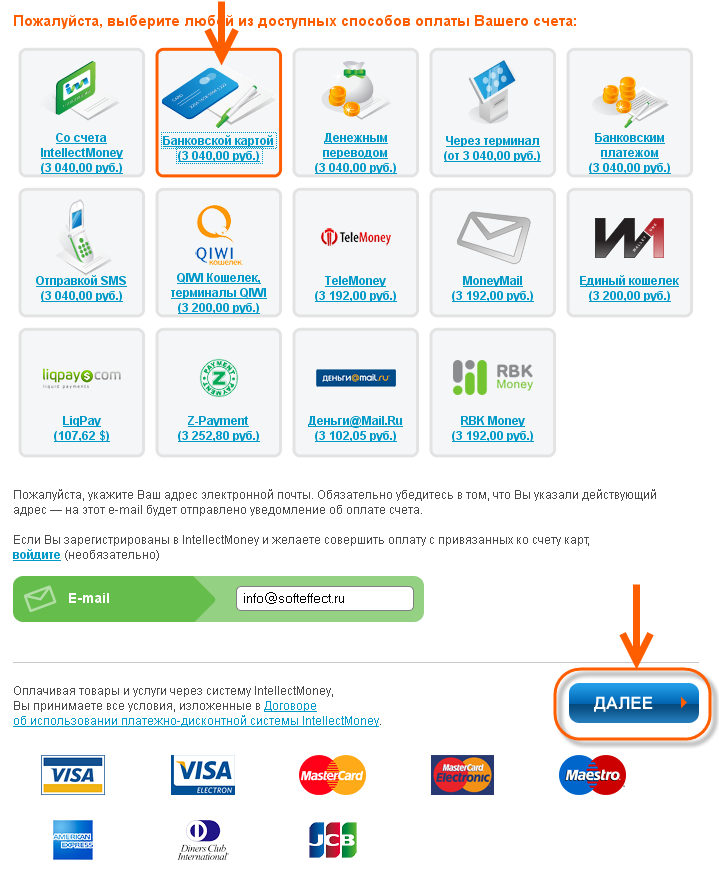 Пожалуйста, выберите любой из доступных способов оплаты Вашего счета:
Со счета
IntellectMoney
(3 040,00 руб.)
CARD
Банковской картой
(3 040,00 руб.)
Денежным
переводом
(3 040,00 руб.)
Через терминал
(от 3 040,00 руб.)
Банковским
платежом
(3 040,00 руб.)
Отправкой SMS
(3 040,00 руб.)
QIWI
КОШЕЛЕК
QIWI Кошелек,
терминалы QIWI
(3 200,00 руб.)
TeleMoney
TeleMoney
(3 192,00 руб.)
MoneyMail
(3 192,00 руб.)
W1
WALLET ONE
Единый кошелек
(3 200,00 руб.)
liqpay$com
liquid payments
LiqPay
(107,62 $)
PAYMENT
Z
PAYMENT
Z-Payment
(3 252,80 руб.)
ДЕНЬГИ@mail.ru
Деньги@Mail.Ru
(3 102,05 руб.)
RBK
Money
RBK Money
(3 192,00 руб.)
Пожалуйста, укажите Ваш адрес электронной почты. Обязательно убедитесь в том, что Вы указали действующий
адрес — на этот e-mail будет отправлено уведомление об оплате счета.
Если Вы зарегистрированы в IntellectMoney и желаете совершить оплату с привязанных ко счету карт,
войдите (необязательно)
E-mail
info@softeffect.ru
Оплачивая товары и услуги через систему IntellectMoney,
Вы принимаете все условия, изложенные в Договоре
об использовании платежно-дисконтной системы IntellectMoney.
ДАЛЕЕ
VISA
VISA
ELECTRON
MasterCard
MasterCard
Electronic
Maestro
AMERICAN
EXPRESS
Diners Club
International
JCB